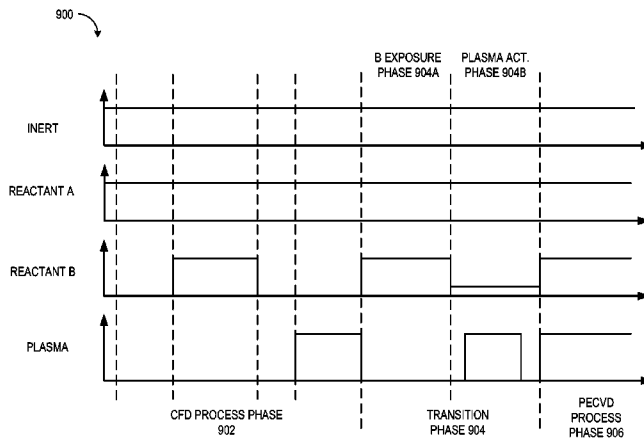 900
B EXPOSURE
PHASE 904A
PLASMA ACT.
PHASE 904B
INERT
REACTANT A
REACTANT B
PLASMA
CFD PROCESS PHASE
902
TRANSITION
PHASE 904
PECVD
PROCESS
PHASE 906